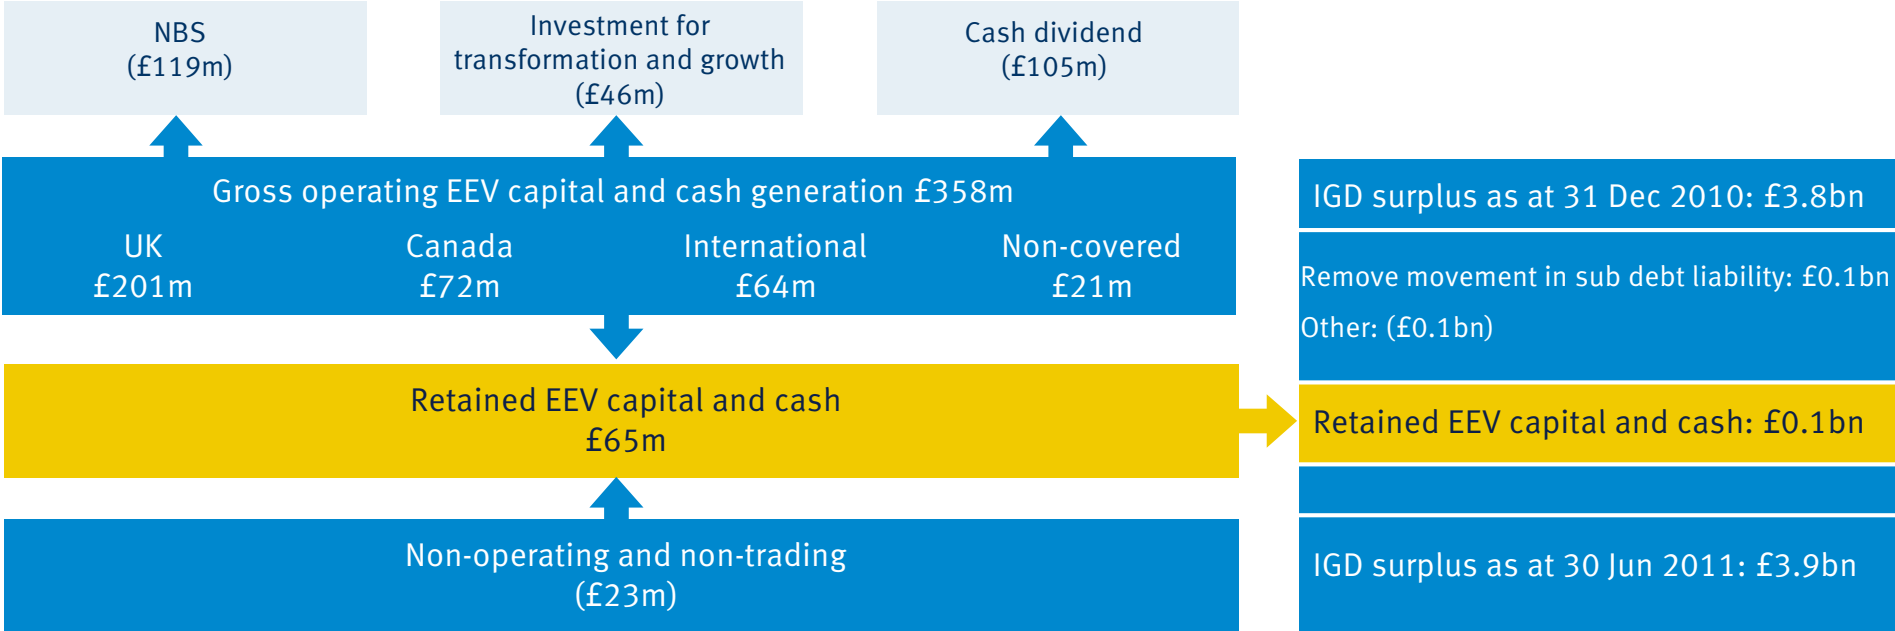 NBS
(£119m)
Investment for
transformation and growth
(£46m)
Cash dividend
(£105m)
Gross operating EEV capital and cash generation £358m
UK
£201m
Canada
£72m
International
£64m
Non-covered
£21m
Retained EEV capital and cash
£65m
Non-operating and non-trading
(£23m)
IGD surplus as at 31 Dec 2010: £3.8bn
Remove movement in sub debt liability: £0.1bn
Other: (£0.1bn)
Retained EEV capital and cash: £0.1bn
IGD surplus as at 30 Jun 2011: £3.9bn